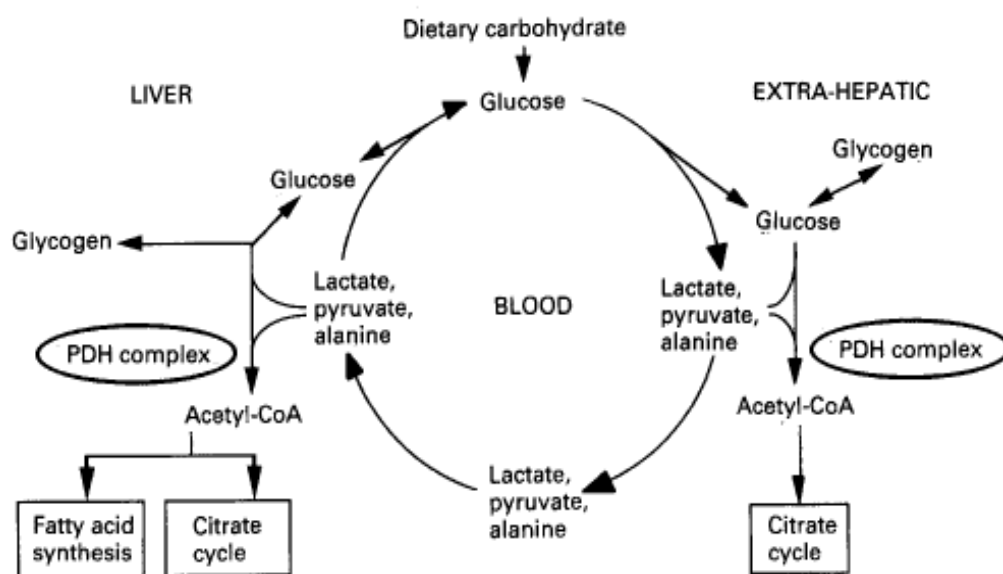 Dietary carbohydrate
LIVER
Glucose
EXTRA-HEPATIC
Glycogen
Glucose
Glucose
Glycogen
Lactate,
pyruvate,
alanine
BLOOD
Lactate,
pyruvate,
alanine
PDH complex
PDH complex
Acetyl-CoA
Acetyl-CoA
Lactate,
pyruvate,
alanine
Fatty acid
synthesis
Citrate
cycle
Citrate
cycle